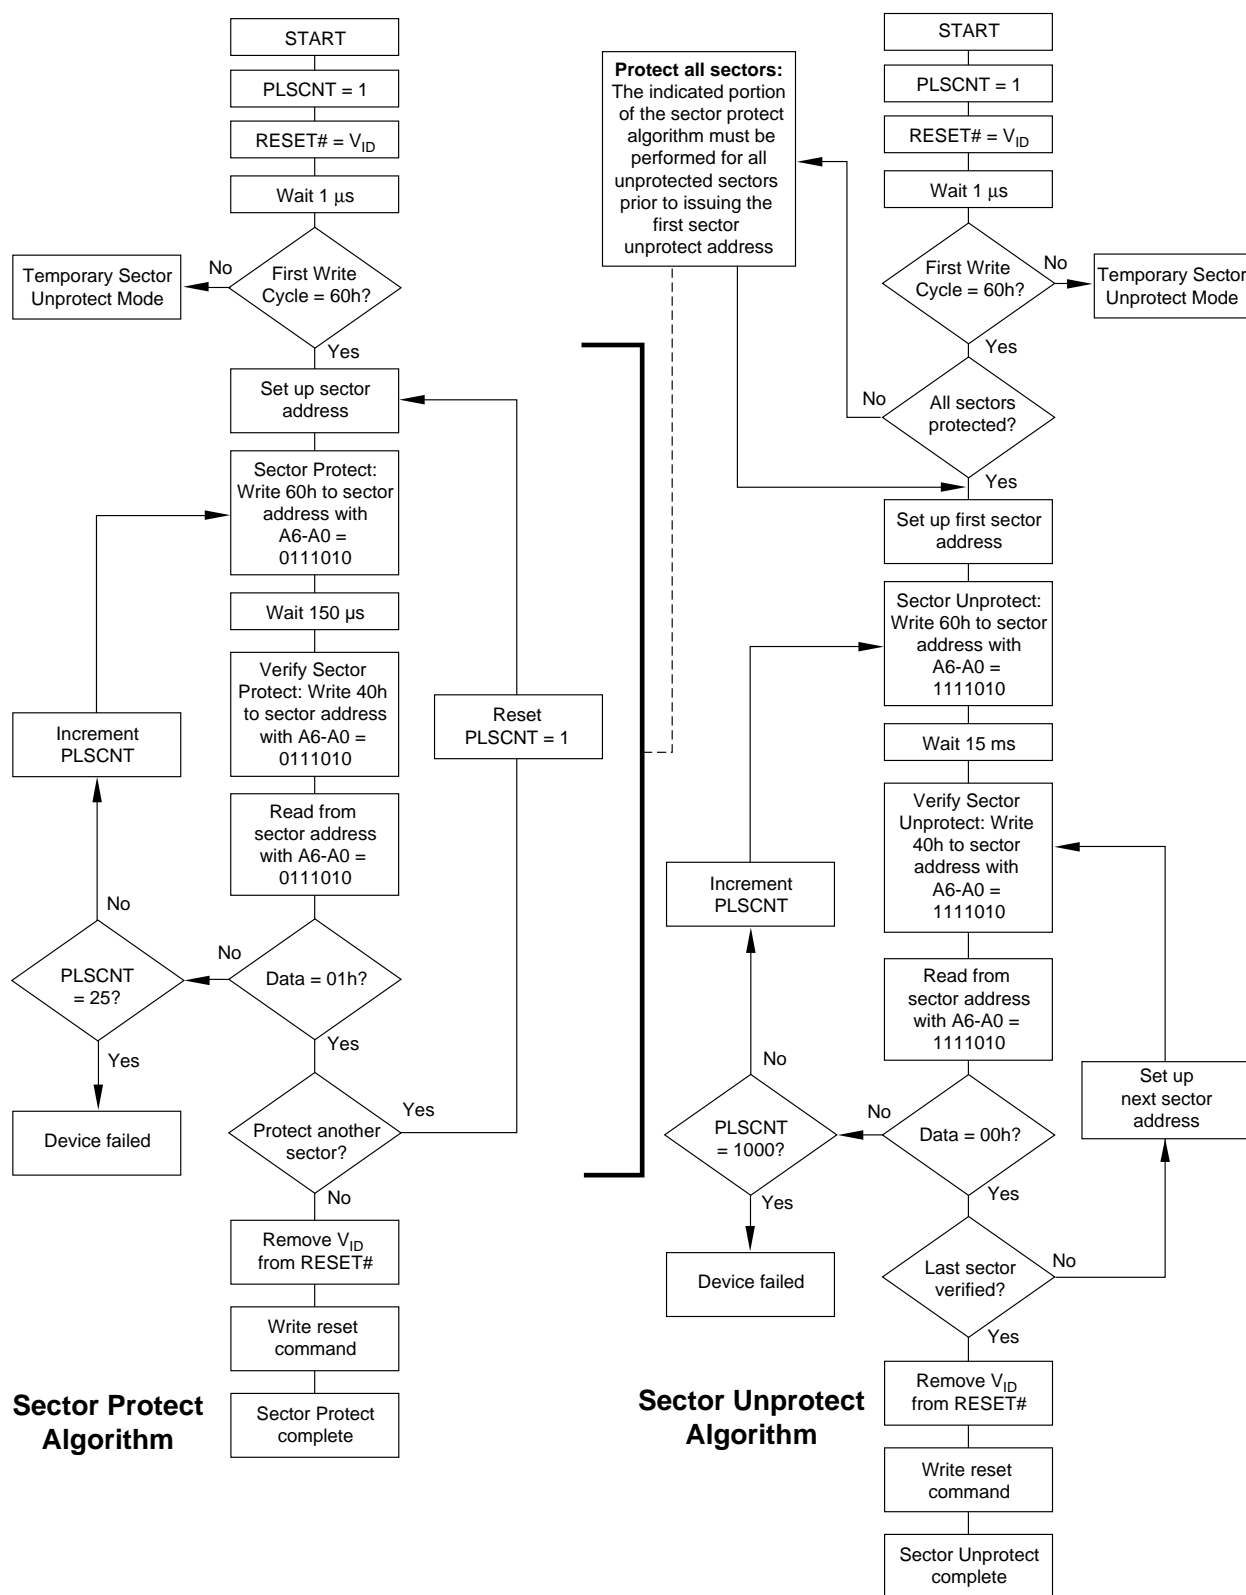 START
PLSCNT = 1
RESET# = VID
Wait 1 μs
First Write
Cycle = 60h?
No
Temporary Sector
Unprotect Mode
Yes
Set up sector
address
Sector Protect:
Write 60h to sector
address with
A6-A0 =
0111010
Wait 150 µs
Verify Sector
Protect: Write 40h
to sector address
with A6-A0 =
0111010
Increment
PLSCNT
Reset
PLSCNT = 1
Read from
sector address
with A6-A0 =
0111010
No
No
PLSCNT
= 25?
Data = 01h?
Yes
Yes
Device failed
Protect another
sector?
Yes
No
Remove VID
from RESET#
Write reset
command
Sector Protect
complete
Sector Protect
Algorithm
Protect all sectors:
The indicated portion
of the sector protect
algorithm must be
performed for all
unprotected sectors
prior to issuing the
first sector
unprotect address
START
PLSCNT = 1
RESET# = VID
Wait 1 μs
First Write
Cycle = 60h?
No
Temporary Sector
Unprotect Mode
Yes
No
All sectors
protected?
Yes
Set up first sector
address
Sector Unprotect:
Write 60h to sector
address with
A6-A0 =
1111010
Wait 15 ms
Verify Sector
Unprotect: Write
40h to sector
address with
A6-A0 =
1111010
Increment
PLSCNT
Read from
sector address
with A6-A0 =
1111010
No
No
Set up
next sector
address
PLSCNT
= 1000?
Data = 00h?
Yes
Yes
Device failed
Last sector
verified?
No
Yes
Remove VID
from RESET#
Write reset
command
Sector Unprotect
complete
Sector Unprotect
Algorithm